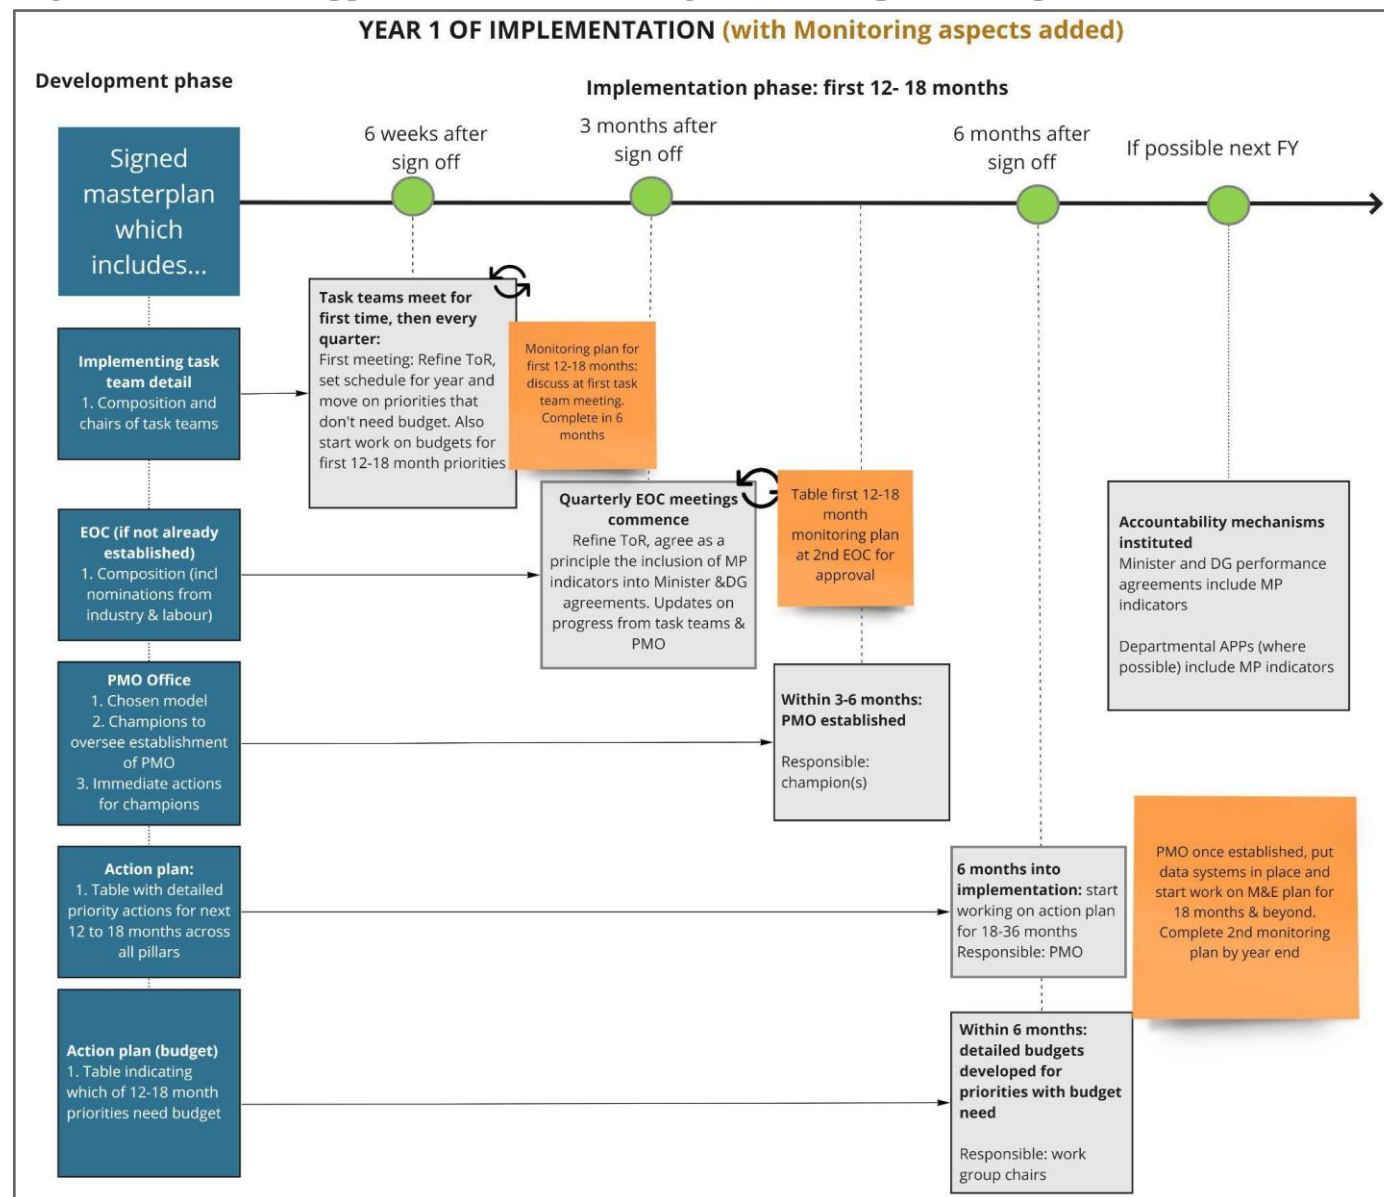 YEAR 1 OF IMPLEMENTATION (with Monitoring aspects added)
Development phase
Implementation phase: first 12- 18 months
6 weeks after
sign off
3 months after
sign off
6 months after
sign off
If possible next FY
Signed
masterplan
which
includes...
Task teams meet for
first time, then every
quarter:
First meeting: Refine ToR,
set schedule for year and
move on priorities that
don't need budget. Also
start work on budgets for
first 12-18 month priorities
Monitoring plan for
first 12-18 months:
discuss at first task
team meeting.
Complete in 6
months
Implementing task
team detail
1. Composition and
chairs of task teams
Quarterly EOC meetings
commence
Refine ToR, agree as a
principle the inclusion of MP
indicators into Minister &DG
agreements. Updates on
progress from task teams &
PMO
Table first 12-18
month
monitoring plan
at 2nd EOC for
approval
Accountability mechanisms
instituted
Minister and DG performance
agreements include MP
indicators
Departmental APPs (where
possible) include MP indicators
EOC (if not already
established)
1. Composition (incl
nominations from
industry & labour)
PMO Office
1. Chosen model
2. Champions to
oversee establishment
of PMO
3. Immediate actions
for champions
Within 3-6 months:
PMO established
Responsible:
champion(s)
Action plan:
1. Table with detailed
priority actions for next
12 to 18 months across
all pillars
6 months into
implementation: start
working on action plan
for 18-36 months
Responsible: PMO
PMO once established, put
data systems in place and
start work on M&E plan for
18 months & beyond.
Complete 2nd monitoring
plan by year end
Action plan (budget)
1. Table indicating
which of 12-18 month
priorities need budget
Within 6 months:
detailed budgets
developed for
priorities with budget
need
Responsible: work
group chairs